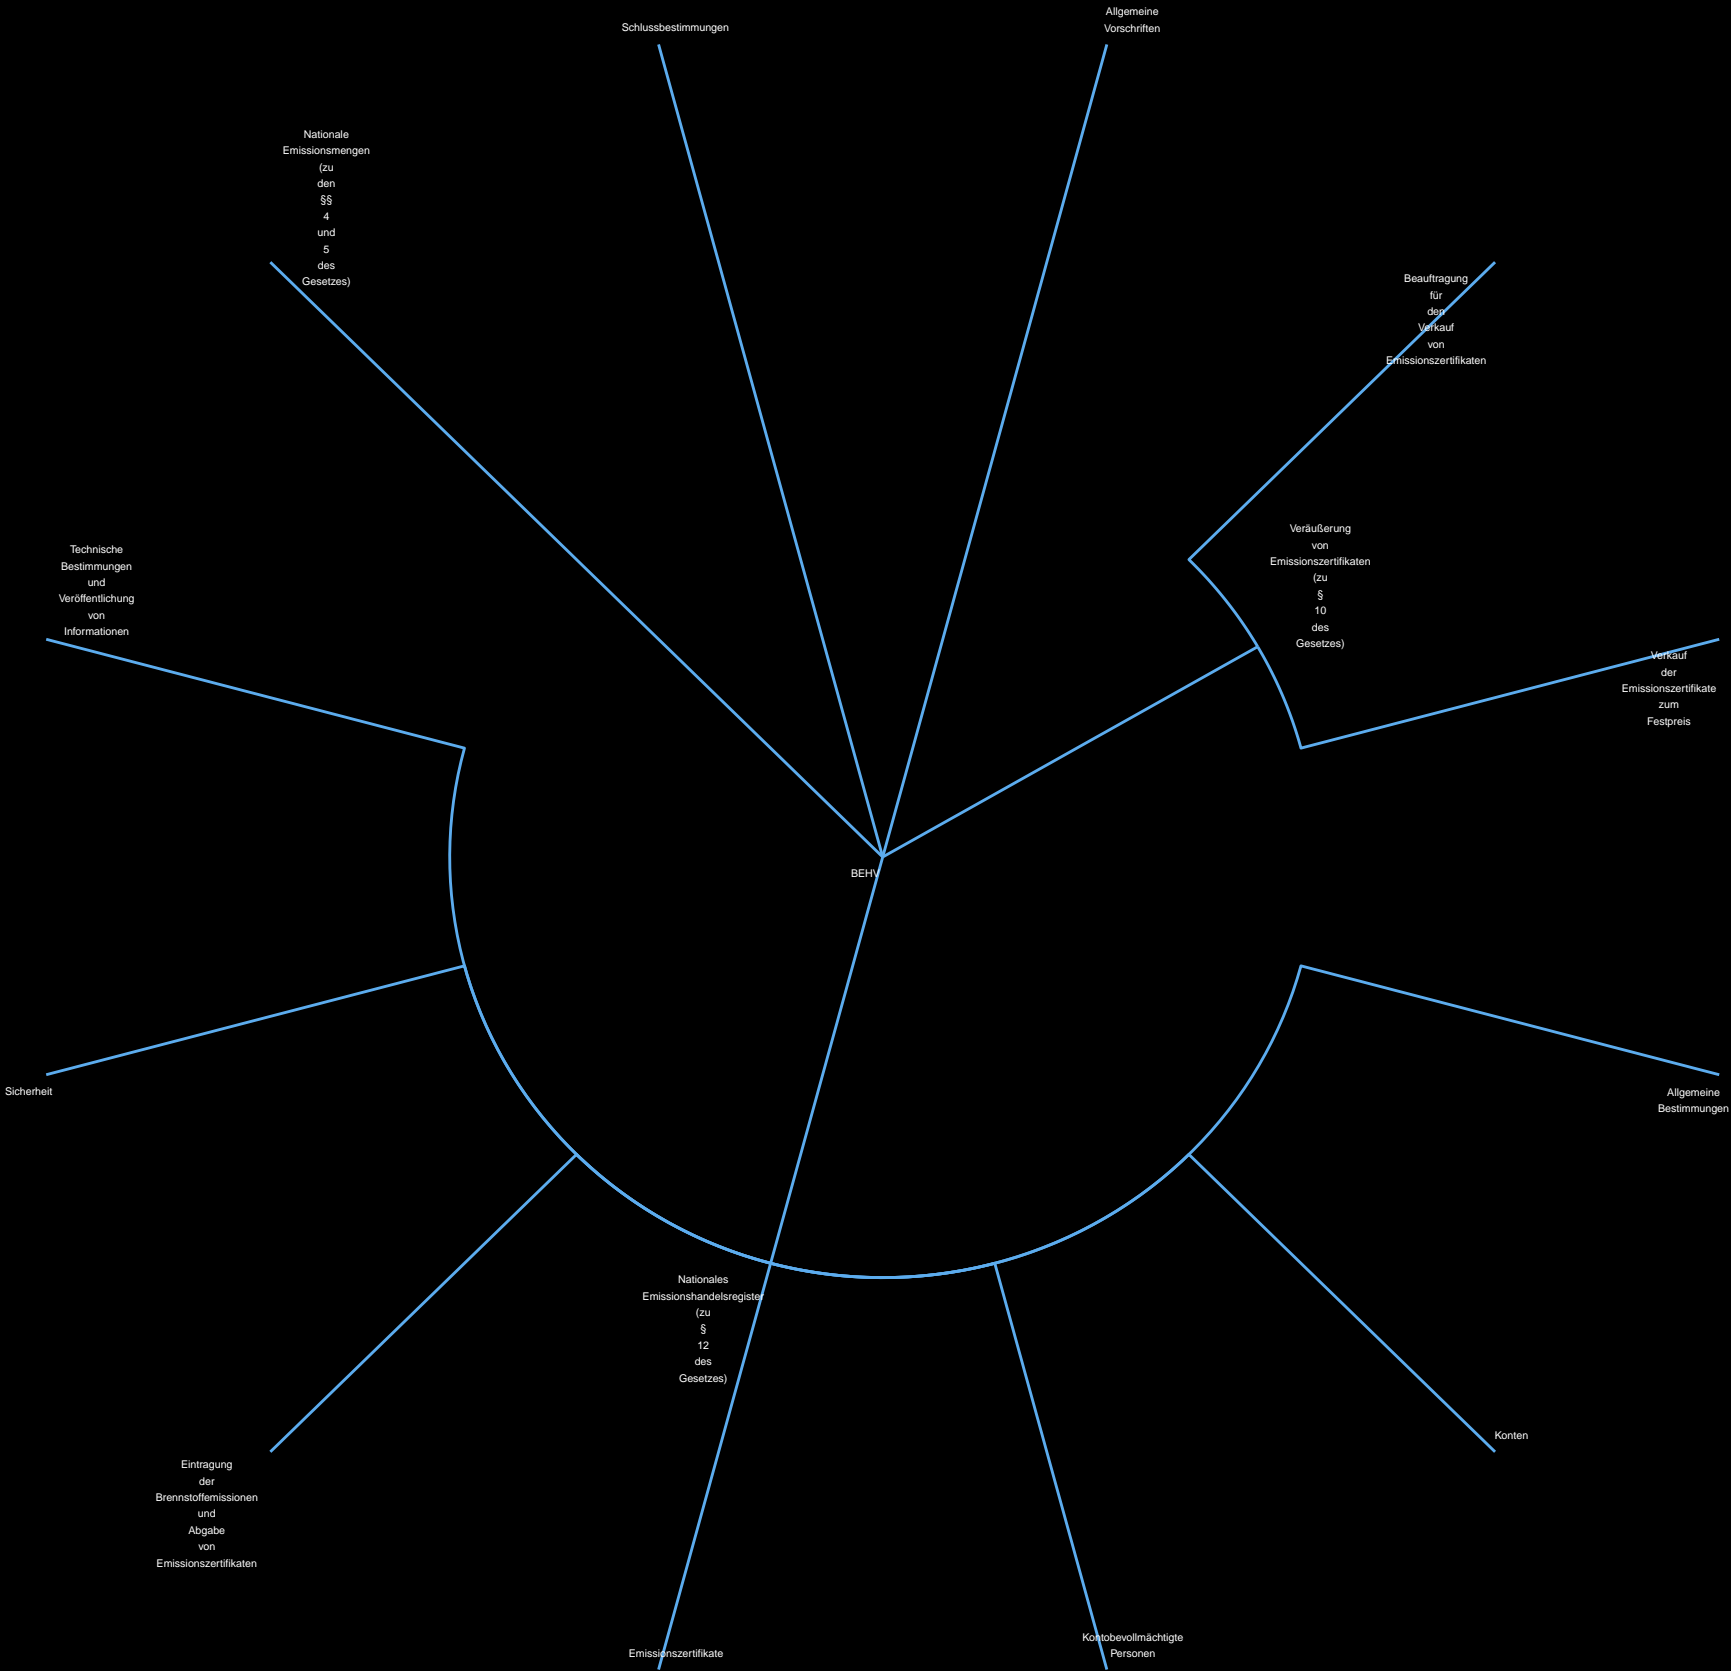 Schlussbestimmungen
Allgemeine
Vorschriften
Nationale
Emissionsmengen
(zu
den
§§
4
und
5
des
Gesetzes)
Beauftragung
für
den
Verkauf
von
Emissionszertifikaten
Veräußerung
von
Emissionszertifikaten
(zu
§
10
des
Gesetzes)
Technische
Bestimmungen
und
Veröffentlichung
von
Informationen
Verkauf
der
Emissionszertifikate
zum
Festpreis
BEHV
Sicherheit
Allgemeine
Bestimmungen
Nationales
Emissionshandelsregister
(zu
§
12
des
Gesetzes)
Konten
Eintragung
der
Brennstoffemissionen
und
Abgabe
von
Emissionszertifikaten
Emissionszertifikate
Kontobevollmächtigte
Personen